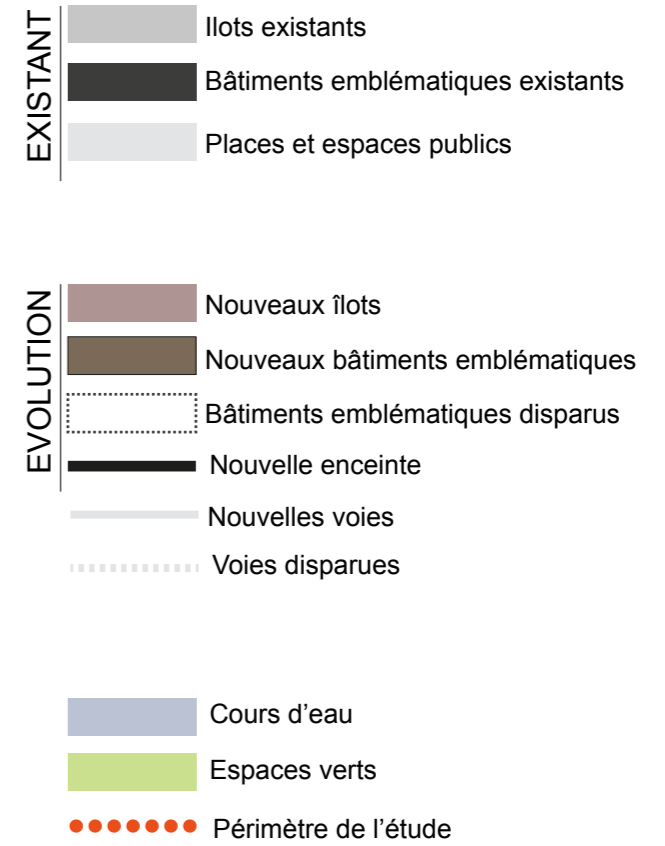 EXISTANT
Ilots existants
Bâtiments emblématiques existants
Places et espaces publics
EVOLUTION
Nouveaux îlots
Nouveaux bâtiments emblématiques
Bâtiments emblématiques disparus
Nouvelle enceinte
Nouvelles voies
Voies disparues
Cours d’eau
Espaces verts
Périmètre de l’étude